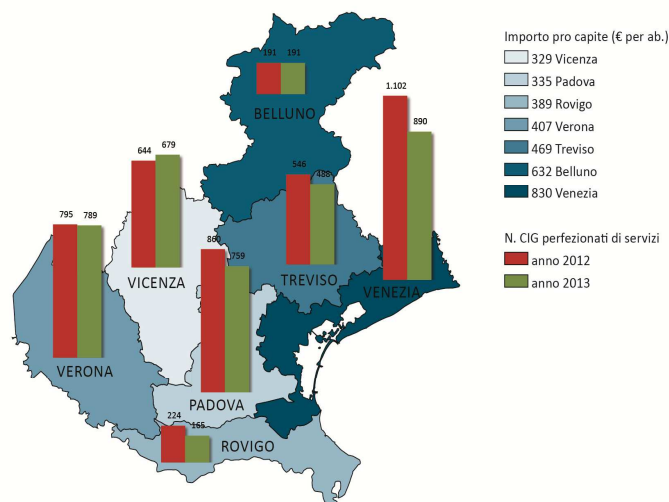 Importo pro capite (€ per ab.)
329 Vicenza
335 Padova
389 Rovigo
407 Verona
469 Treviso
632 Belluno
830 Venezia
N. CIG perfezionati di servizi
anno 2012
anno 2013
191 191
BELLUNO
1.102 890
VENEZIA
644 679
VICENZA
546 488
TREVISO
795 789
VERONA
860 759
PADOVA
224 165
ROVIGO